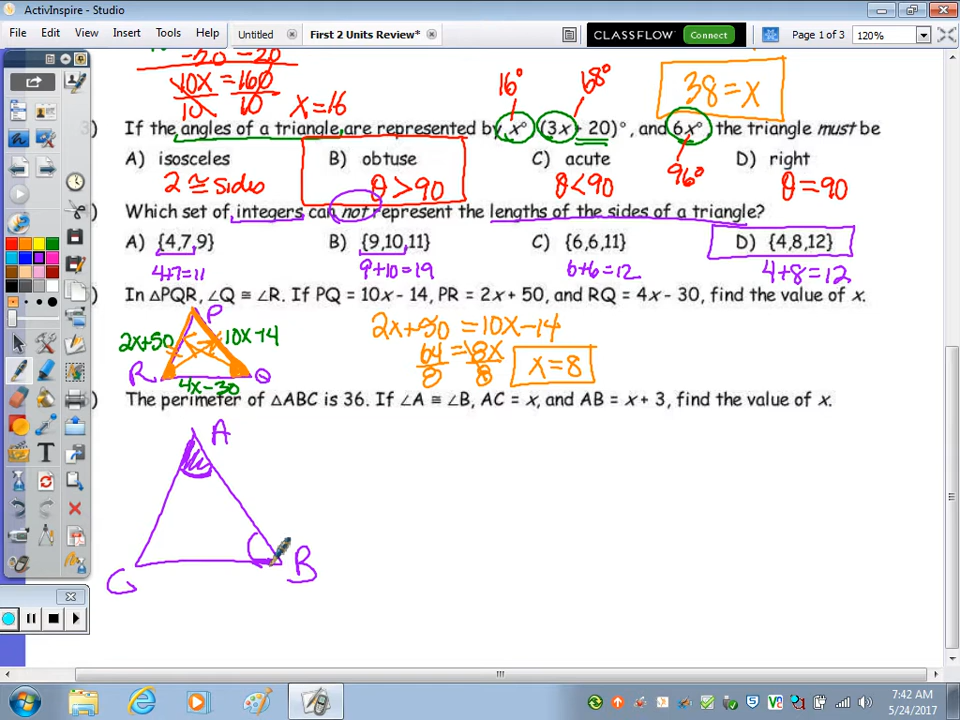 ActivInspire - Studio
File Edit View Insert Tools Help
Untitled
First 2 Units Review*
CLASSFLOW Connect
Page 1 of 3
120%
-20 -20
10x = 160
10 10
x=16
16°
68°
38=x
3) If the angles of a triangle are represented by x° (3x + 20)°, and 6x° the triangle must be
A) isosceles B) obtuse C) acute D) right
2 ≅ sides θ > 90 θ < 90 96° θ = 90
) Which set of integers can not represent the lengths of the sides of a triangle?
A) {4,7,9} B) {9,10,11} C) {6,6,11} D) {4,8,12}
4+7=11 9+10=19 6+6=12 4+8=12
) In △PQR, ∠Q ≅ ∠R. If PQ = 10x - 14, PR = 2x + 50, and RQ = 4x - 30, find the value of x.
P
2x+50 10x-14
R Q
4x-30
2x+50 = 10x-14
64 = 8x
8 8
x=8
) The perimeter of △ABC is 36. If ∠A ≅ ∠B, AC = x, and AB = x + 3, find the value of x.
A
C B
7:42 AM
5/24/2017